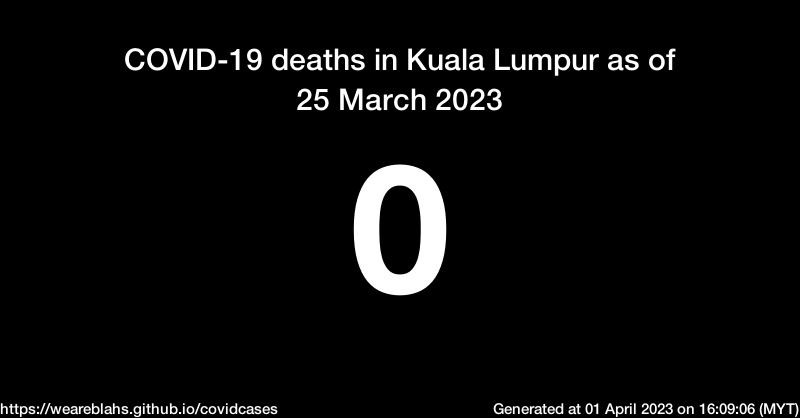 COVID-19 deaths in Kuala Lumpur as of
25 March 2023
0
https://weareblahs.github.io/covidcases
Generated at 01 April 2023 on 16:09:06 (MYT)